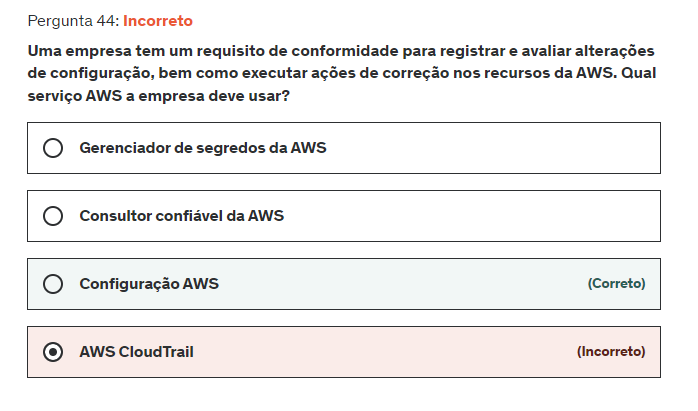 Pergunta 44: Incorreto
Uma empresa tem um requisito de conformidade para registrar e avaliar alterações
de configuração, bem como executar ações de correção nos recursos da AWS. Qual
serviço AWS a empresa deve usar?
Gerenciador de segredos da AWS
Consultor confiável da AWS
Configuração AWS (Correto)
AWS CloudTrail (Incorreto)